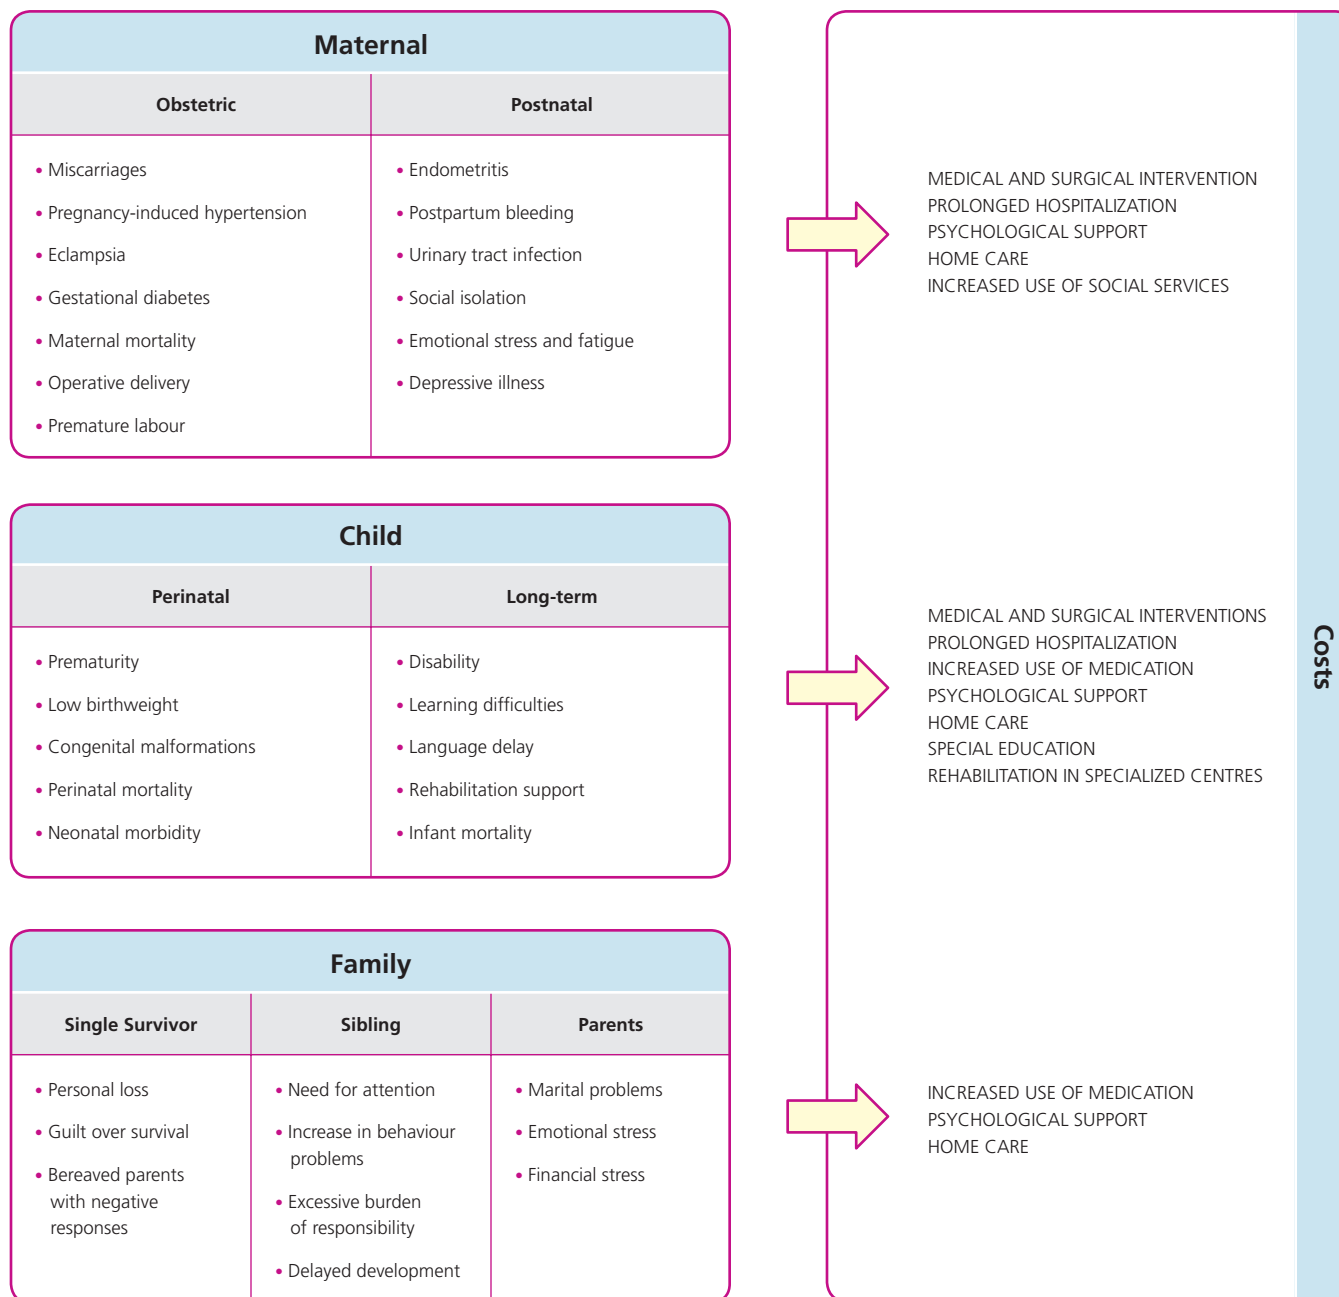 Maternal
Obstetric
Postnatal
• Miscarriages
• Pregnancy-induced hypertension
• Eclampsia
• Gestational diabetes
• Maternal mortality
• Operative delivery
• Premature labour
• Endometritis
• Postpartum bleeding
• Urinary tract infection
• Social isolation
• Emotional stress and fatigue
• Depressive illness
MEDICAL AND SURGICAL INTERVENTION
PROLONGED HOSPITALIZATION
PSYCHOLOGICAL SUPPORT
HOME CARE
INCREASED USE OF SOCIAL SERVICES
Child
Perinatal
Long-term
• Prematurity
• Low birthweight
• Congenital malformations
• Perinatal mortality
• Neonatal morbidity
• Disability
• Learning difficulties
• Language delay
• Rehabilitation support
• Infant mortality
MEDICAL AND SURGICAL INTERVENTIONS
PROLONGED HOSPITALIZATION
INCREASED USE OF MEDICATION
PSYCHOLOGICAL SUPPORT
HOME CARE
SPECIAL EDUCATION
REHABILITATION IN SPECIALIZED CENTRES
Family
Single Survivor
Sibling
Parents
• Personal loss
• Guilt over survival
• Bereaved parents
with negative
responses
• Need for attention
• Increase in behaviour
problems
• Excessive burden
of responsibility
• Delayed development
• Marital problems
• Emotional stress
• Financial stress
INCREASED USE OF MEDICATION
PSYCHOLOGICAL SUPPORT
HOME CARE
Costs